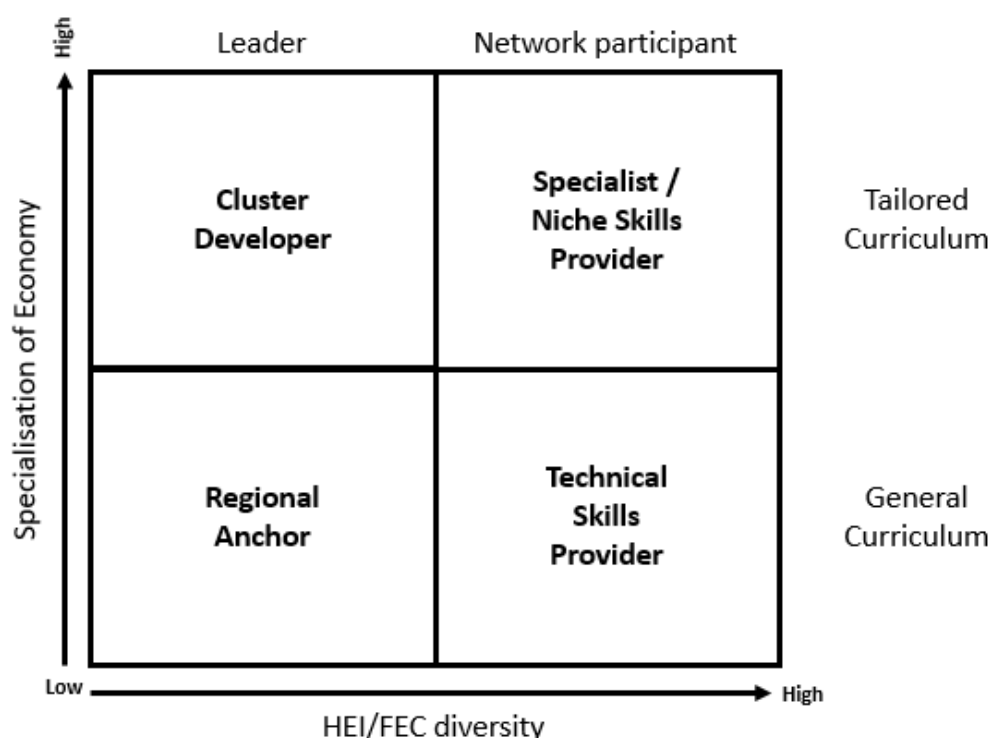 High
Leader
Network participant
Specialisation of Economy
Cluster
Developer
Specialist /
Niche Skills
Provider
Tailored
Curriculum
Regional
Anchor
Technical
Skills
Provider
General
Curriculum
Low
High
HEI/FEC diversity